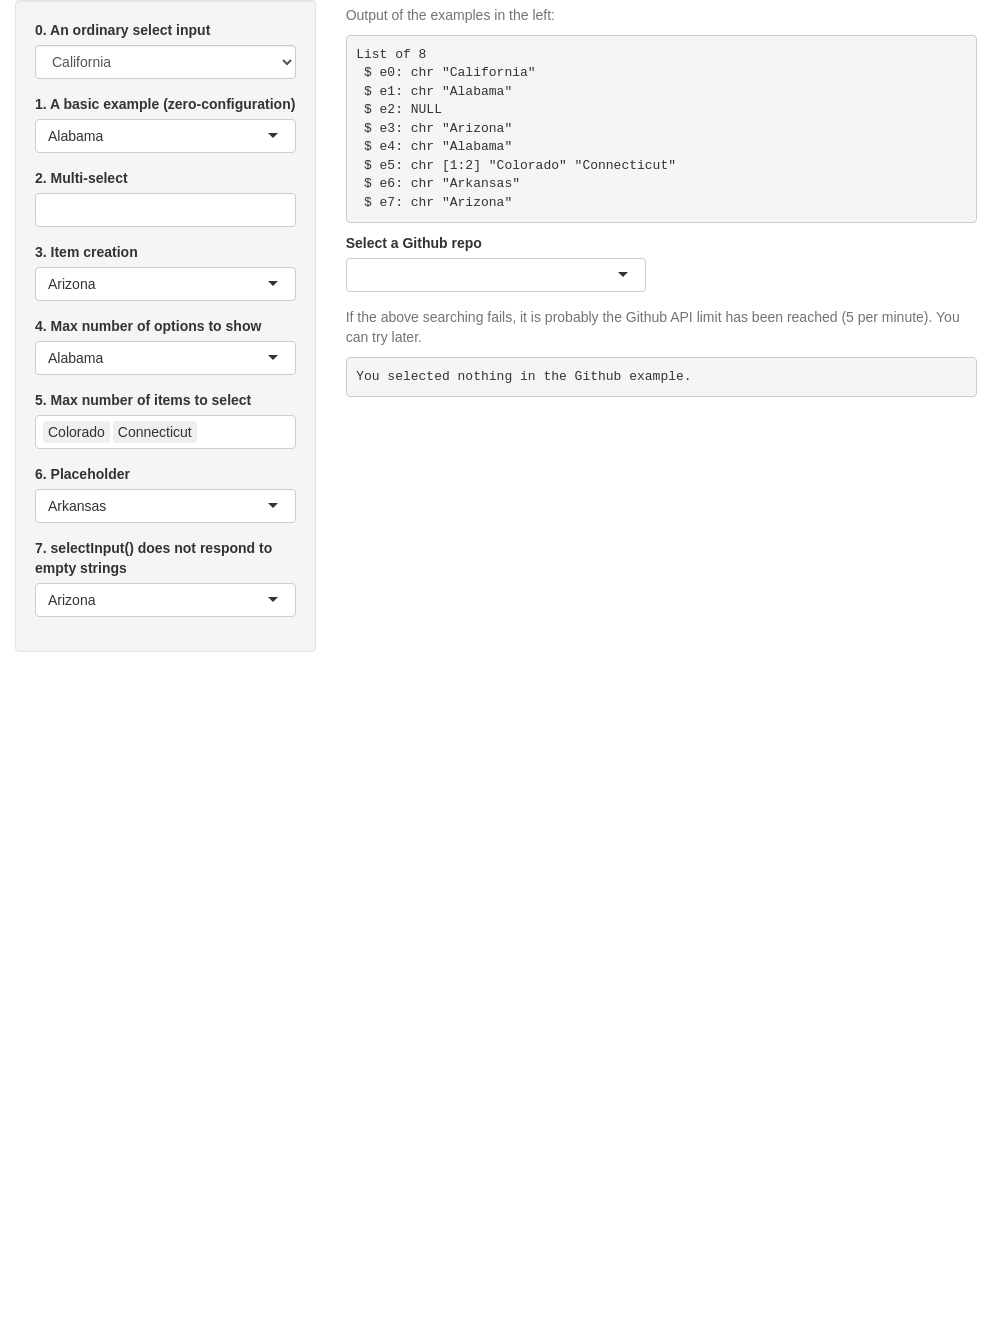 0. An ordinary select input
California
1. A basic example (zero-configuration)
Alabama
2. Multi-select
3. Item creation
Arizona
4. Max number of options to show
Alabama
5. Max number of items to select
Colorado Connecticut
6. Placeholder
Arkansas
7. selectInput() does not respond to
empty strings
Arizona
Output of the examples in the left:
List of 8
 $ e0: chr "California"
 $ e1: chr "Alabama"
 $ e2: NULL
 $ e3: chr "Arizona"
 $ e4: chr "Alabama"
 $ e5: chr [1:2] "Colorado" "Connecticut"
 $ e6: chr "Arkansas"
 $ e7: chr "Arizona"
Select a Github repo
If the above searching fails, it is probably the Github API limit has been reached (5 per minute). You
can try later.
You selected nothing in the Github example.